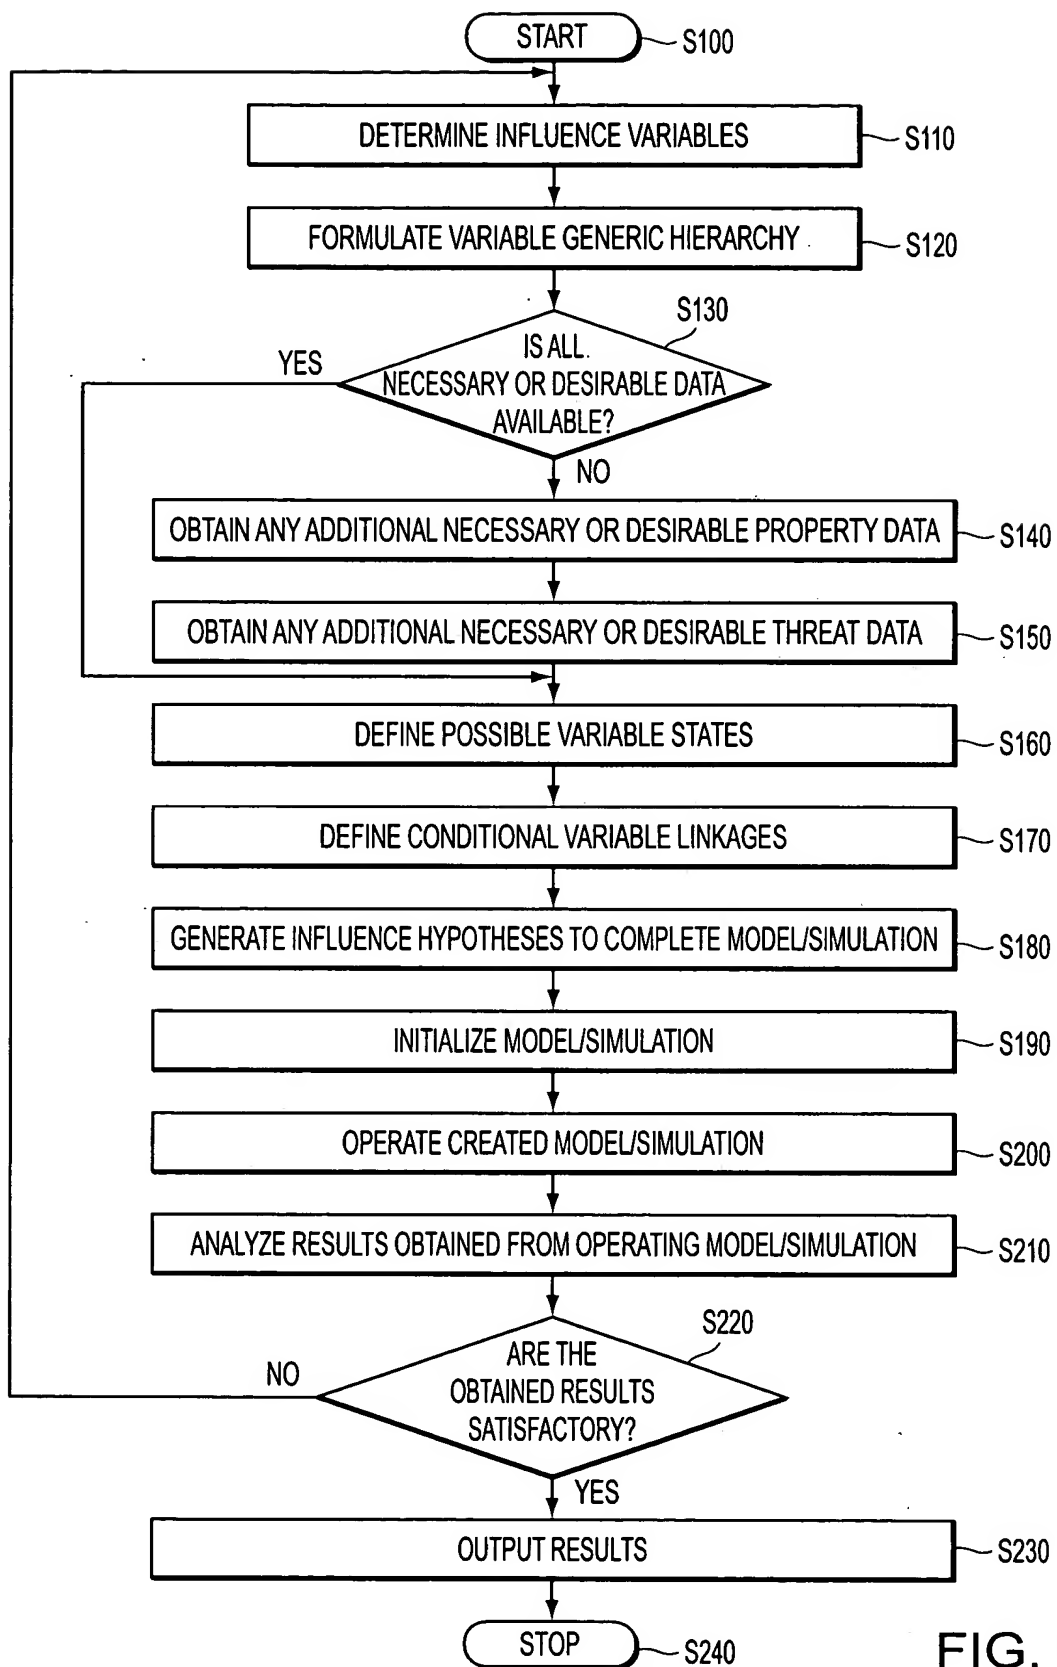 START
S100
DETERMINE INFLUENCE VARIABLES
S110
FORMULATE VARIABLE GENERIC HIERARCHY
S120
S130
IS ALL.
NECESSARY OR DESIRABLE DATA
AVAILABLE?
YES
NO
OBTAIN ANY ADDITIONAL NECESSARY OR DESIRABLE PROPERTY DATA
S140
OBTAIN ANY ADDITIONAL NECESSARY OR DESIRABLE THREAT DATA
S150
DEFINE POSSIBLE VARIABLE STATES
S160
DEFINE CONDITIONAL VARIABLE LINKAGES
S170
GENERATE INFLUENCE HYPOTHESES TO COMPLETE MODEL/SIMULATION
S180
INITIALIZE MODEL/SIMULATION
S190
OPERATE CREATED MODEL/SIMULATION
S200
ANALYZE RESULTS OBTAINED FROM OPERATING MODEL/SIMULATION
S210
S220
ARE THE
OBTAINED RESULTS
SATISFACTORY?
NO
YES
OUTPUT RESULTS
S230
STOP
S240
FIG.